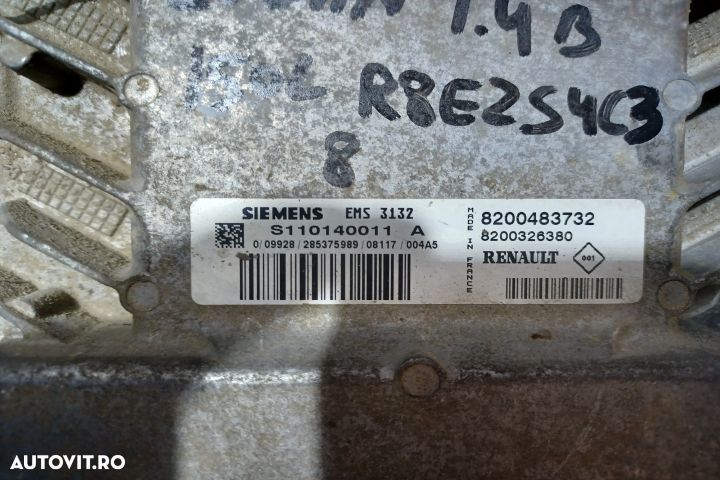 1.4B
R8E2S4C3
8
SIEMENS EMS 3132
S110140011 A
0/09928/285375989/08117/004A5
MADE IN FRANCE
8200483732
8200326380
RENAULT 001
AUTOVIT.RO